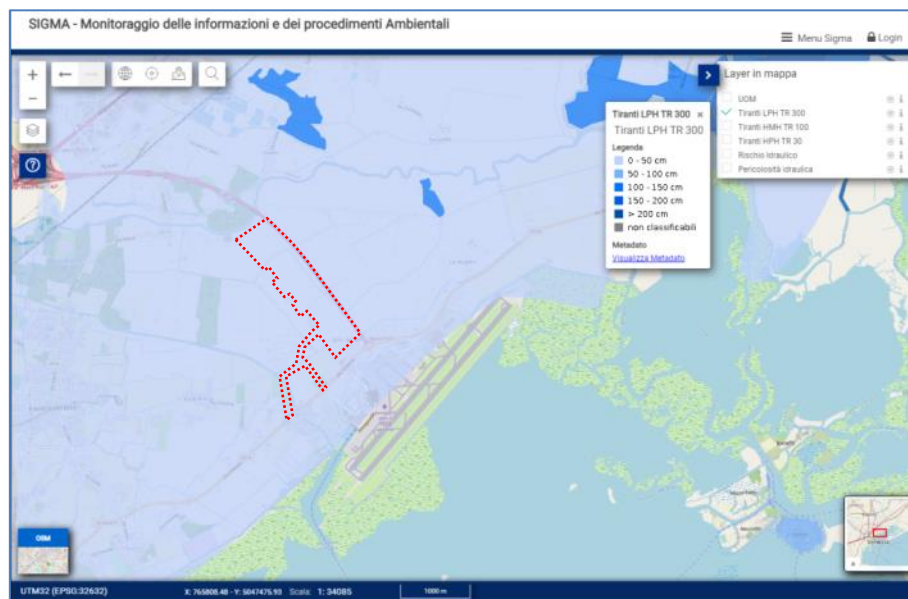 SIGMA - Monitoraggio delle informazioni e dei procedimenti Ambientali
Menu Sigma
Login
Layer in mappa
UOM
Tiranti LPH TR 300
Tiranti HMH TR 100
Tiranti HPH TR 30
Rischio Idraulico
Pericolosità idraulica
Tiranti LPH TR 300 ×
Tiranti LPH TR 300
Legenda
0 - 50 cm
50 - 100 cm
100 - 150 cm
150 - 200 cm
> 200 cm
non classificabili
Metadato
Visualizza Metadato
OSM
UTM32 (EPSG:32632)
X: 765808.48 - Y: 5047475.93
Scala: 1: 34085
1000 m